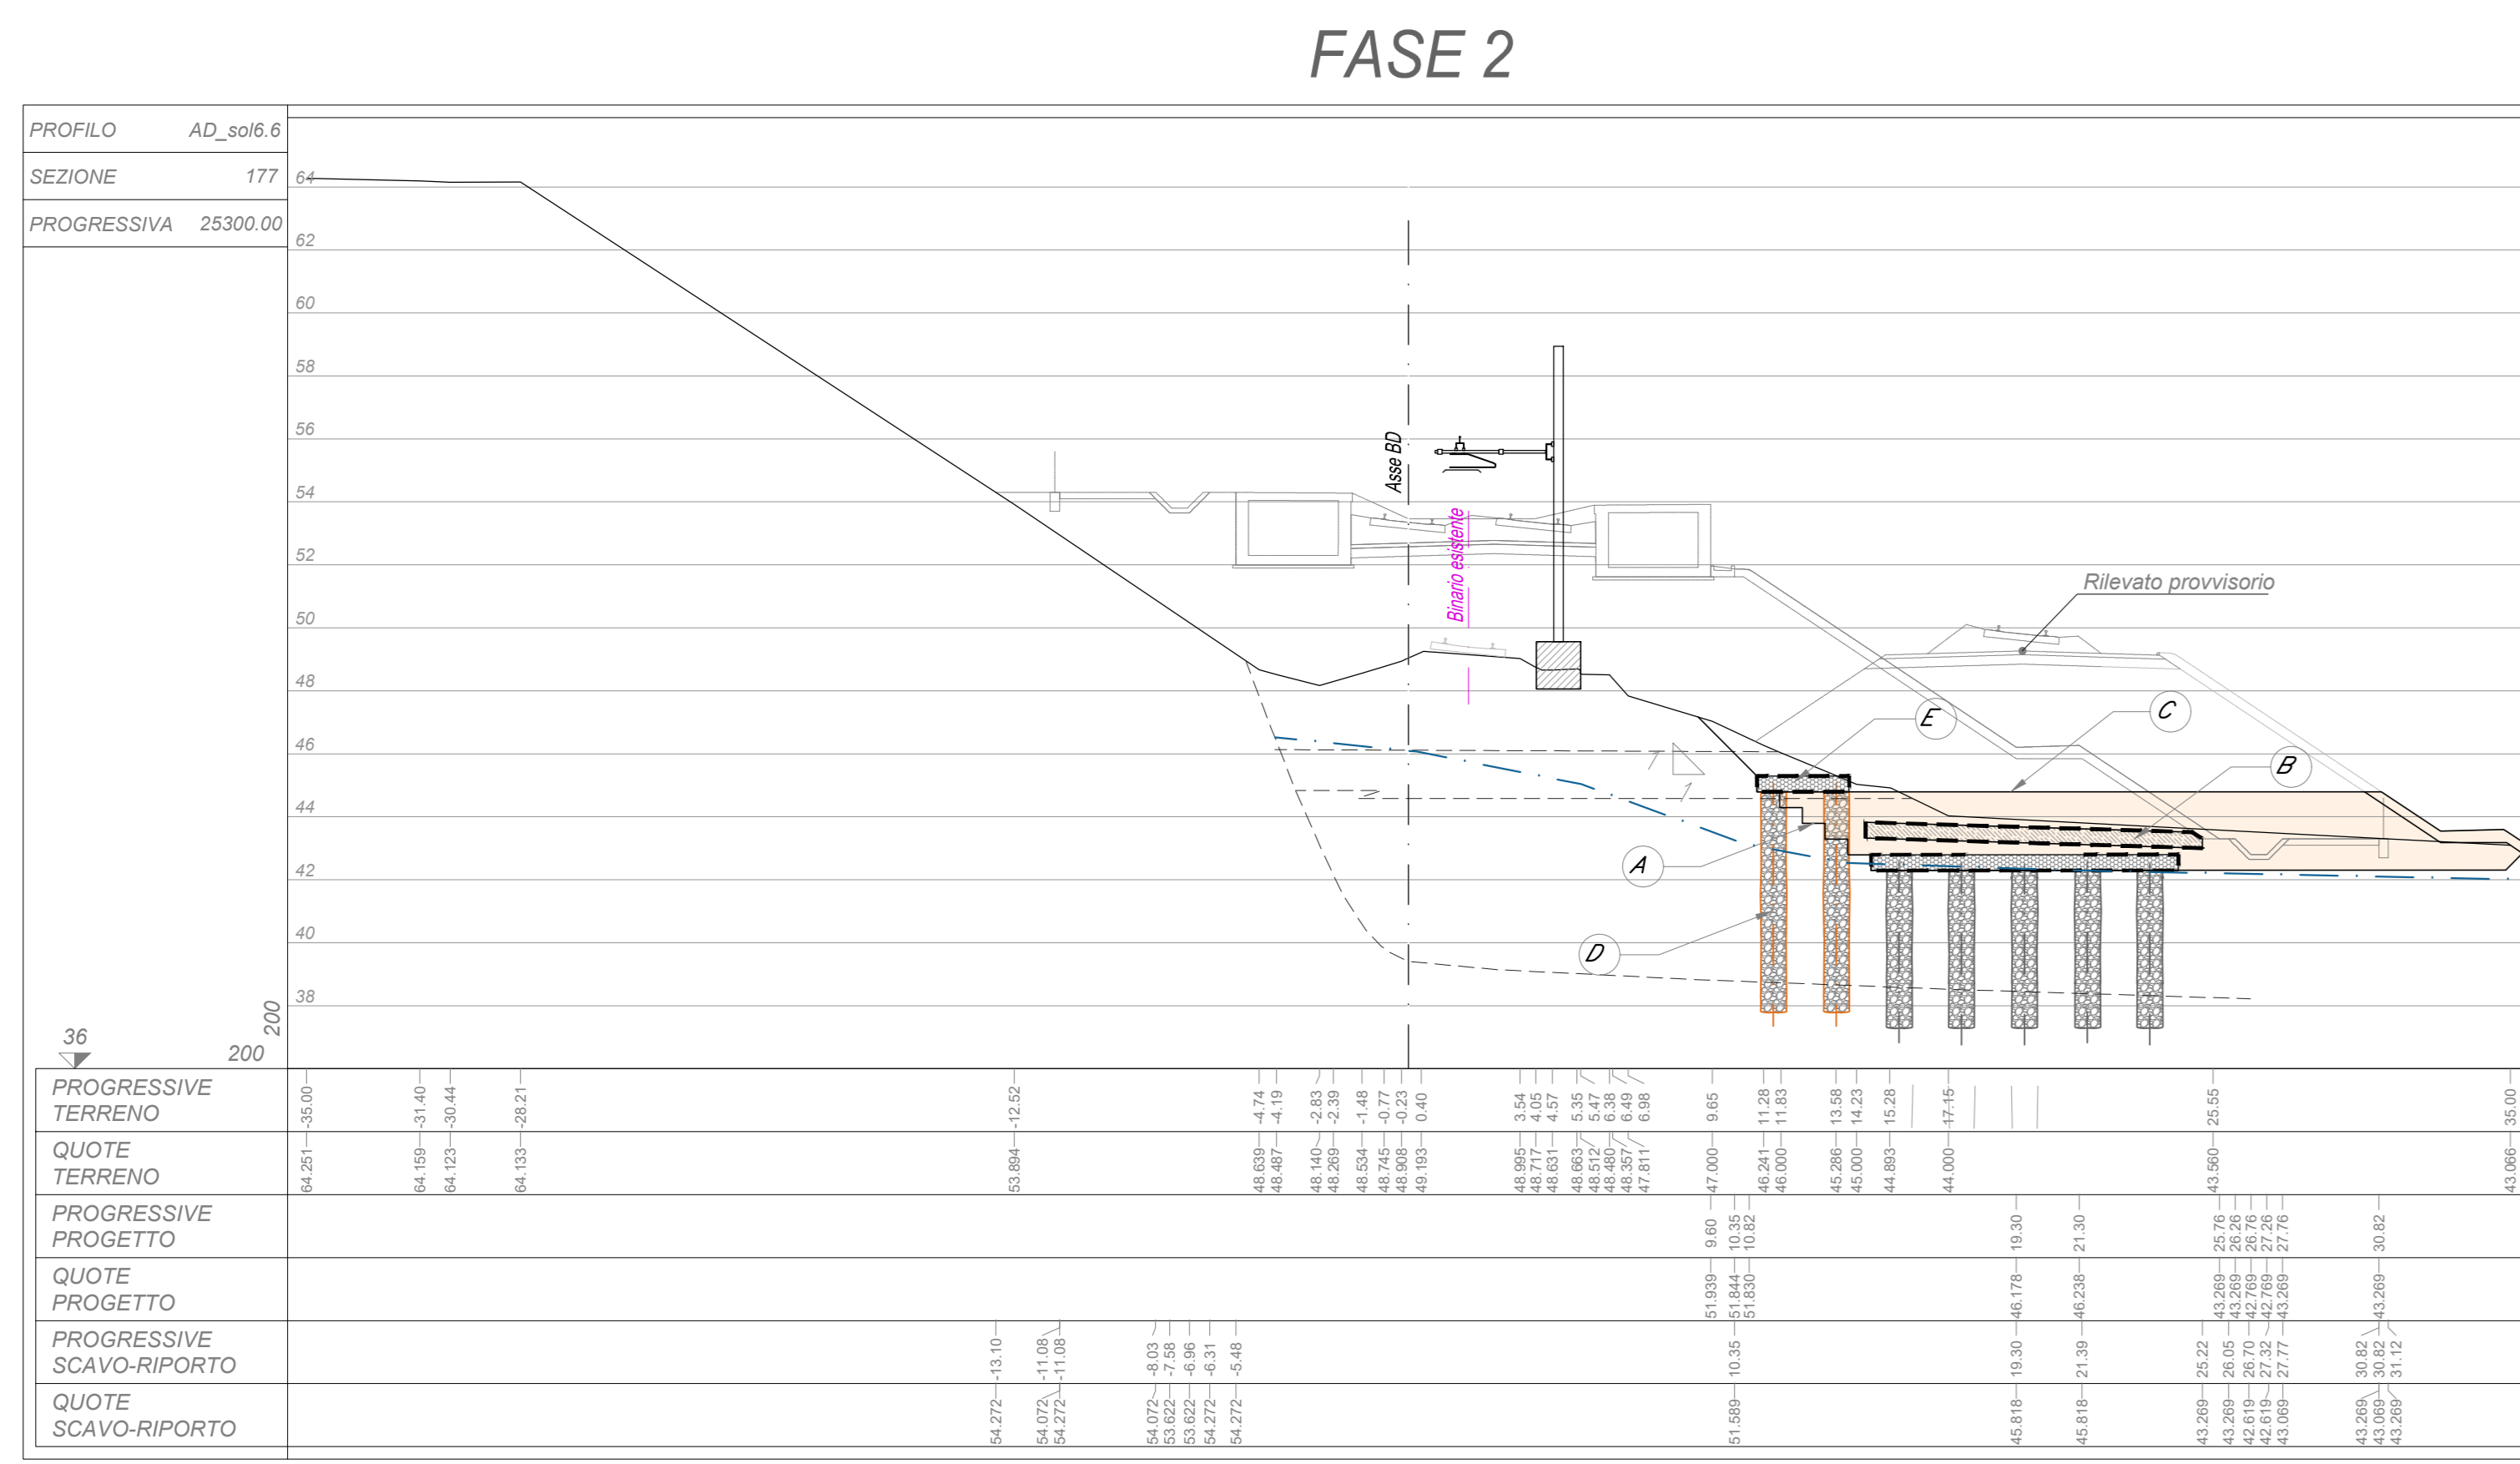 FASE 2
PROFILO AD_sol6.6
SEZIONE 177
PROGRESSIVA 25300.00
64
62
60
58
56
54
52
50
48
46
44
42
40
38
36
200
200
Asse BD
Binario esistente
Rilevato provvisorio
E
C
B
A
D
1
1
PROGRESSIVE
TERRENO
-35.00 -31.40 -30.44 -28.21 -12.52 -4.74 -4.19 -2.83 -2.39 -1.48 -0.77 -0.23 0.40 3.54 4.05 4.57 5.35 5.47 6.38 6.49 6.98 9.65 11.28 11.83 13.58 14.23 15.28 17.15 25.55 35.00
QUOTE
TERRENO
64.251 64.159 64.123 64.133 53.894 48.639 48.487 48.140 48.269 48.534 48.745 48.908 49.193 48.995 48.717 48.631 48.663 48.512 48.480 48.357 47.811 47.000 46.241 46.000 45.286 45.000 44.893 44.000 43.560 43.066
PROGRESSIVE
PROGETTO
9.60 10.35 10.82 19.30 21.30 25.76 26.26 26.76 27.26 27.76 30.82
QUOTE
PROGETTO
51.939 51.844 51.830 46.178 46.238 43.269 43.269 42.769 42.769 43.269 43.269
PROGRESSIVE
SCAVO-RIPORTO
-13.10 -11.08 -11.08 -8.03 -7.58 -6.96 -6.31 -5.48 10.35 19.30 21.39 25.22 26.05 26.70 27.32 27.77 30.82 30.82 31.12
QUOTE
SCAVO-RIPORTO
54.272 54.072 54.272 54.072 53.622 53.622 54.272 54.272 51.589 45.818 45.818 43.269 43.269 42.619 42.619 43.069 43.269 43.069 43.269